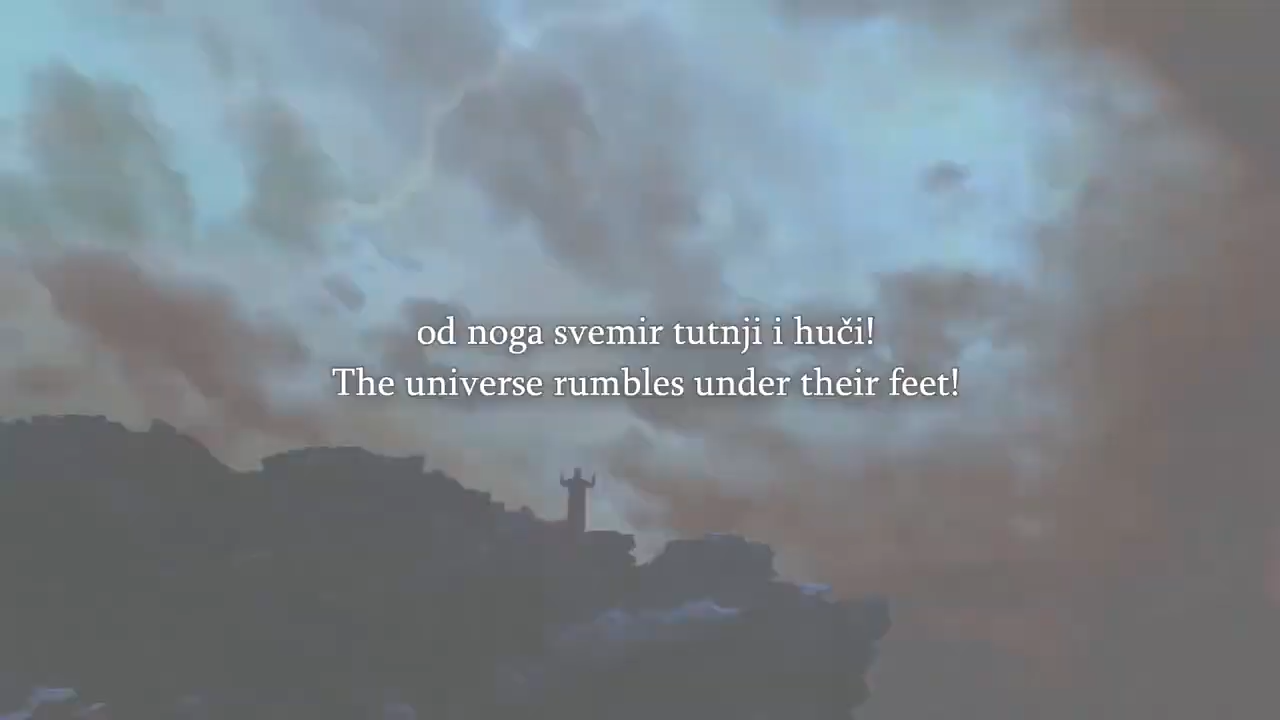 od noga svemir tutnji i huči!
The universe rumbles under their feet!